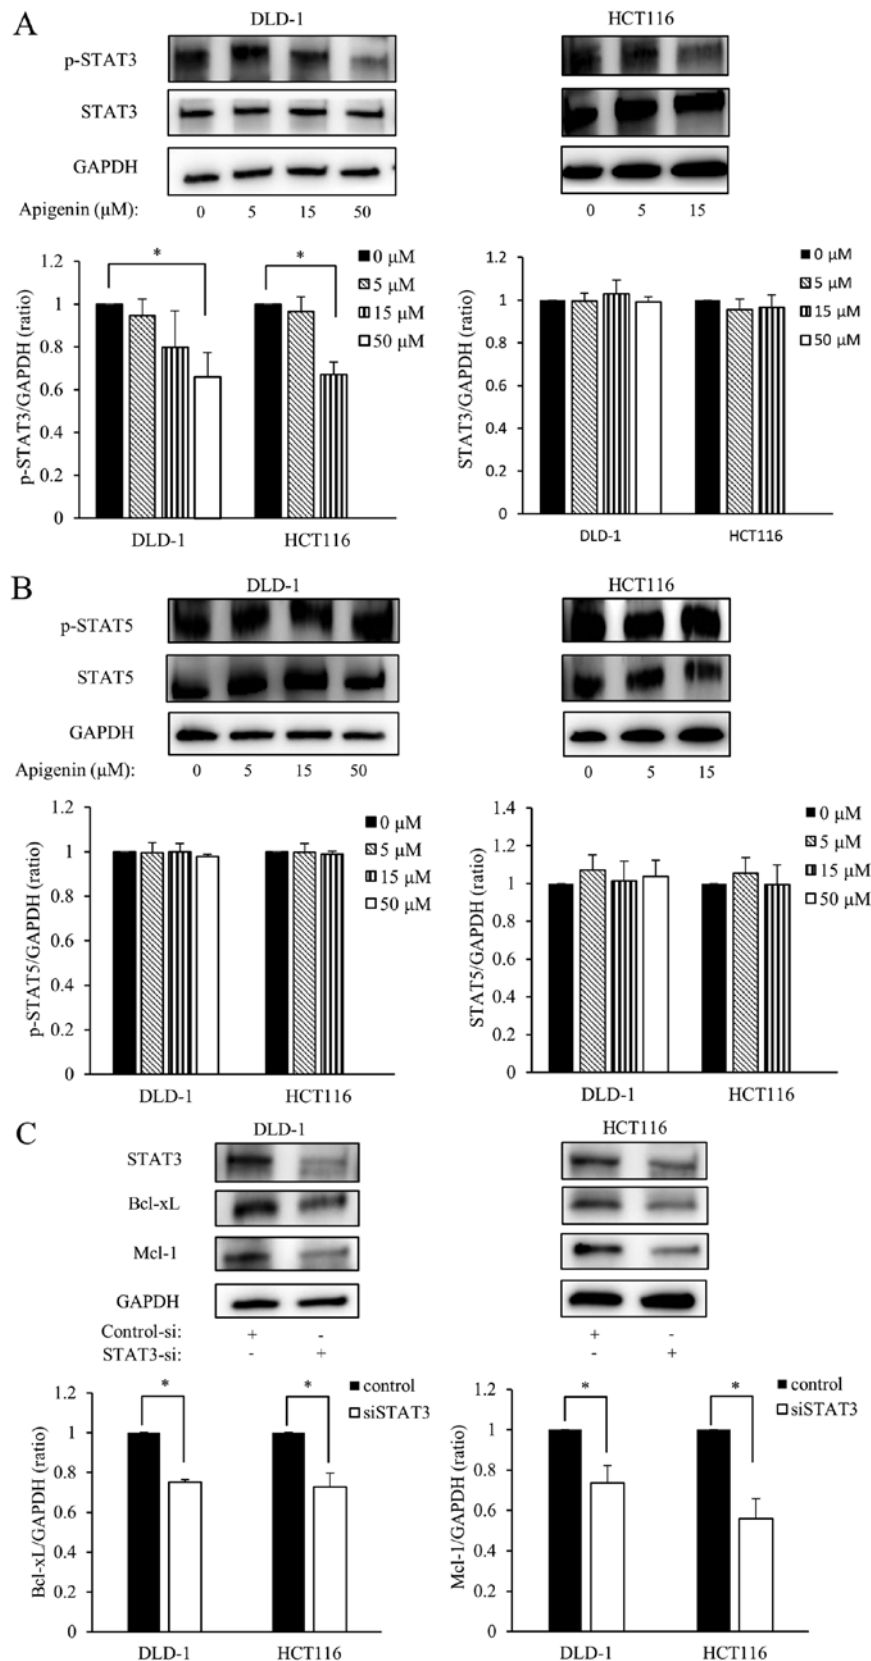 A
DLD-1
HCT116
p-STAT3
STAT3
GAPDH
Apigenin (μM): 0 5 15 50
0 5 15
p-STAT3/GAPDH (ratio)
1.2
1
0.8
0.6
0.4
0.2
0
*
*
0 μM
5 μM
15 μM
50 μM
DLD-1
HCT116
STAT3/GAPDH (ratio)
1.2
1
0.8
0.6
0.4
0.2
0
0 μM
5 μM
15 μM
50 μM
DLD-1
HCT116
B
DLD-1
HCT116
p-STAT5
STAT5
GAPDH
Apigenin (μM): 0 5 15 50
0 5 15
p-STAT5/GAPDH (ratio)
1.2
1
0.8
0.6
0.4
0.2
0
0 μM
5 μM
15 μM
50 μM
DLD-1
HCT116
STAT5/GAPDH (ratio)
1.4
1.2
1
0.8
0.6
0.4
0.2
0
0 μM
5 μM
15 μM
50 μM
DLD-1
HCT116
C
DLD-1
HCT116
STAT3
Bcl-xL
Mcl-1
GAPDH
Control-si: + - + -
STAT3-si: - + - +
Bcl-xL/GAPDH (ratio)
1.2
1
0.8
0.6
0.4
0.2
0
*
*
control
siSTAT3
DLD-1
HCT116
Mcl-1/GAPDH (ratio)
1.2
1
0.8
0.6
0.4
0.2
0
*
*
control
siSTAT3
DLD-1
HCT116